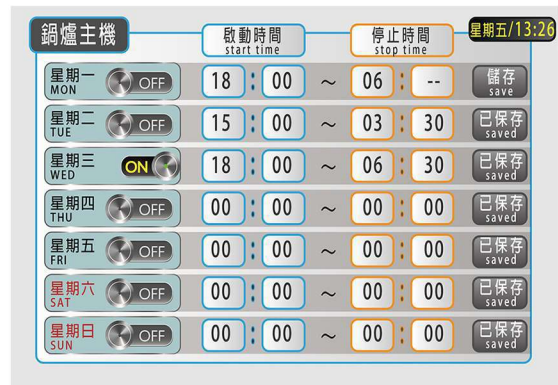 鍋爐主機
啟動時間
start time
停止時間
stop time
星期五/13:26
星期一
MON
OFF
18 : 00 ~ 06 : --
儲存
save
星期二
TUE
OFF
15 : 00 ~ 03 : 30
已保存
saved
星期三
WED
ON
18 : 00 ~ 06 : 30
已保存
saved
星期四
THU
OFF
00 : 00 ~ 00 : 00
已保存
saved
星期五
FRI
OFF
00 : 00 ~ 00 : 00
已保存
saved
星期六
SAT
OFF
00 : 00 ~ 00 : 00
已保存
saved
星期日
SUN
OFF
00 : 00 ~ 00 : 00
已保存
saved